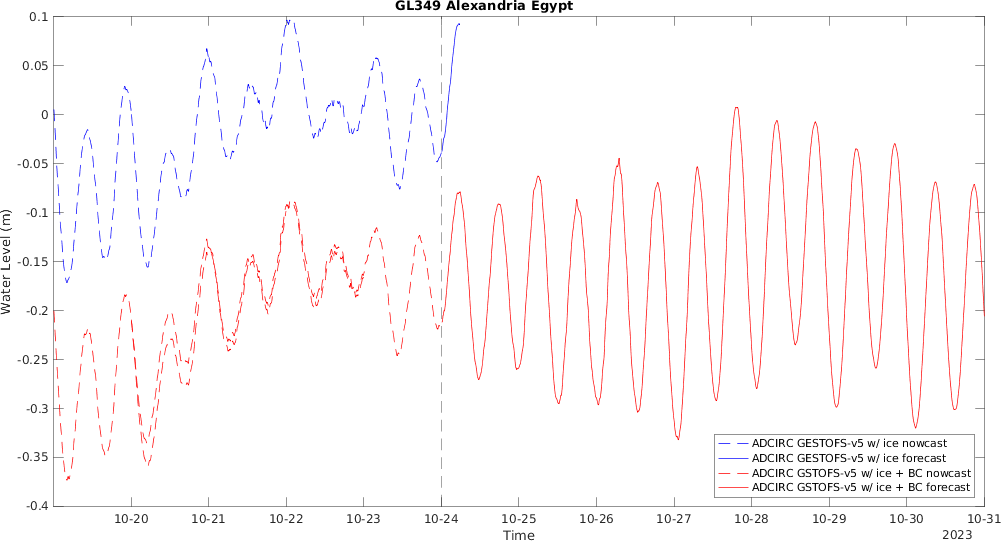 GL349 Alexandria Egypt
0.1
0.05
0
-0.05
-0.1
-0.15
-0.2
-0.25
-0.3
-0.35
-0.4
Water Level (m)
ADCIRC GESTOFS-v5 w/ ice nowcast
ADCIRC GESTOFS-v5 w/ ice forecast
ADCIRC GSTOFS-v5 w/ ice + BC nowcast
ADCIRC GSTOFS-v5 w/ ice + BC forecast
10-20 10-21 10-22 10-23 10-24 10-25 10-26 10-27 10-28 10-29 10-30 10-31
Time
2023